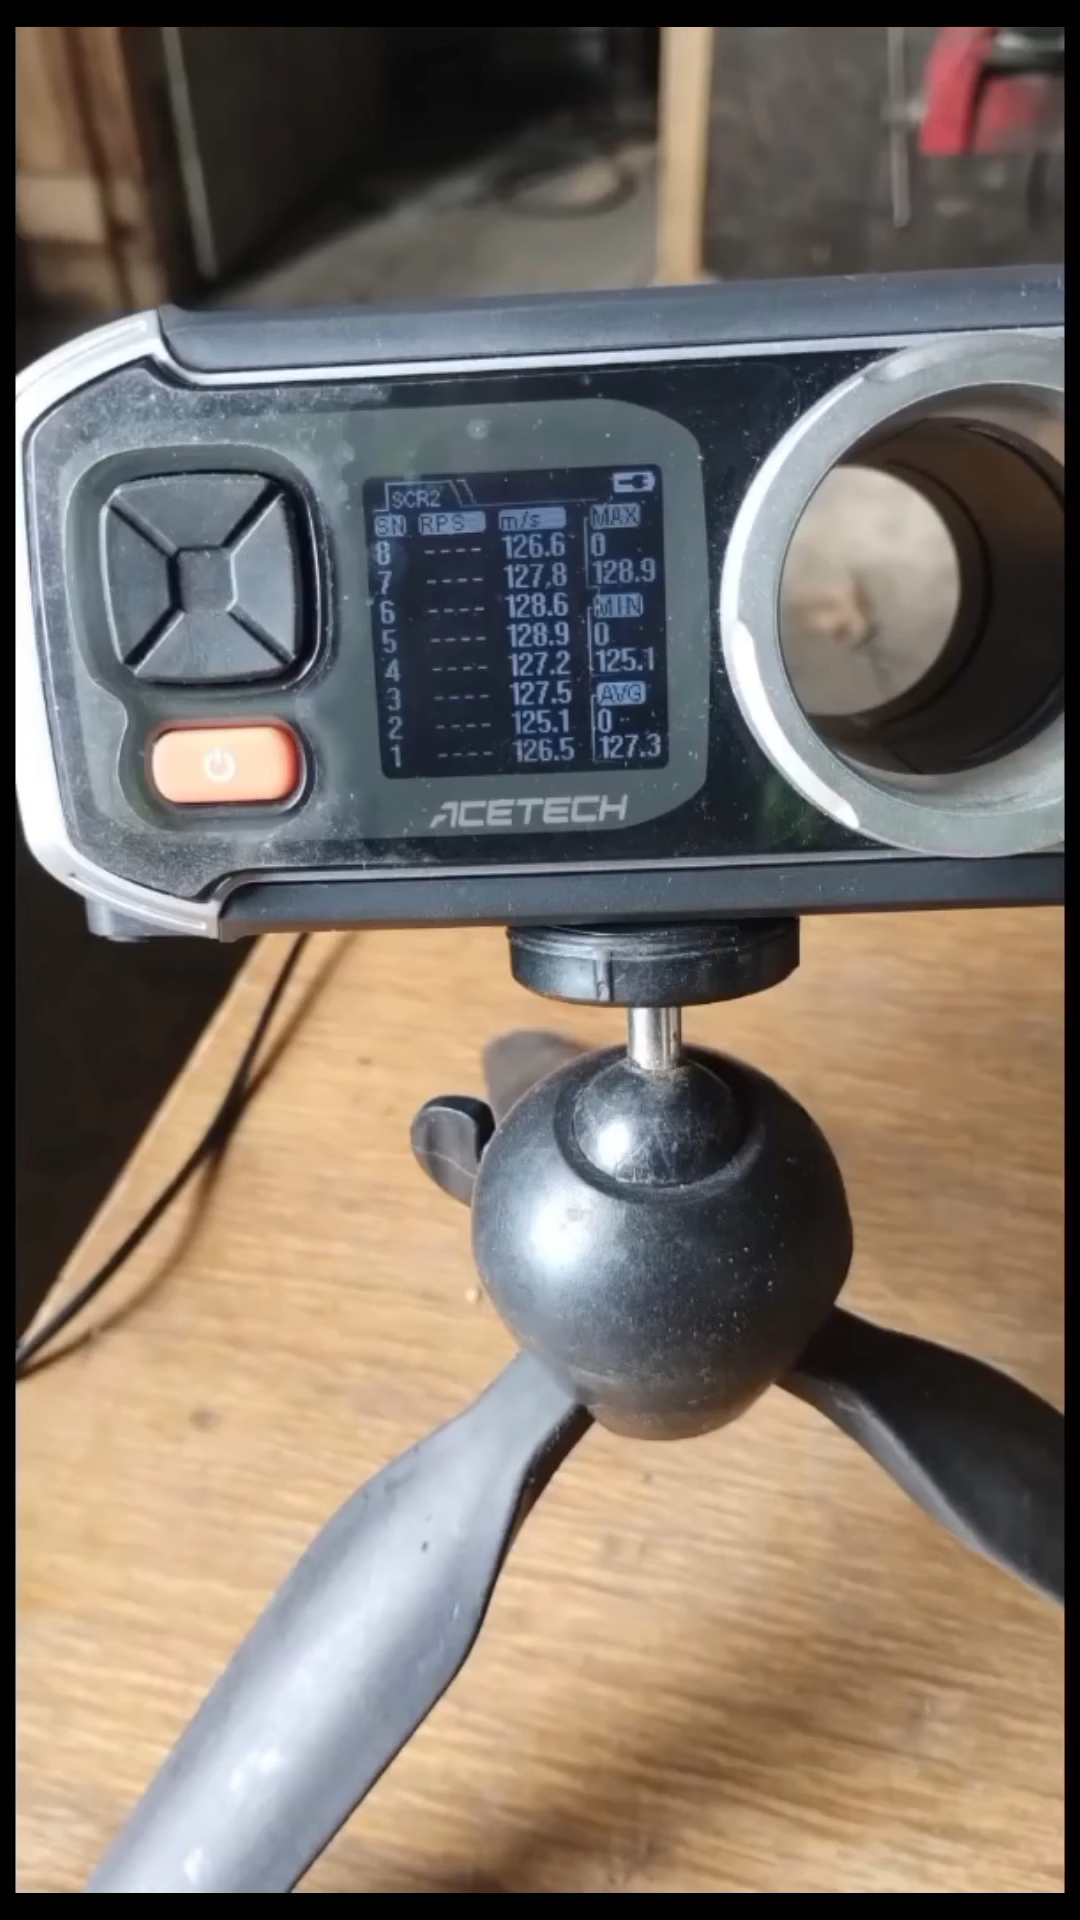 SCR2
SN RPS m/s MAX
8 ---- 126.6 0
7 ---- 127.8 128.9
6 ---- 128.6 MIN
5 ---- 128.9 0
4 ---- 127.2 125.1
3 ---- 127.5 AVG
2 ---- 125.1 0
1 ---- 126.5 127.3
ACETECH